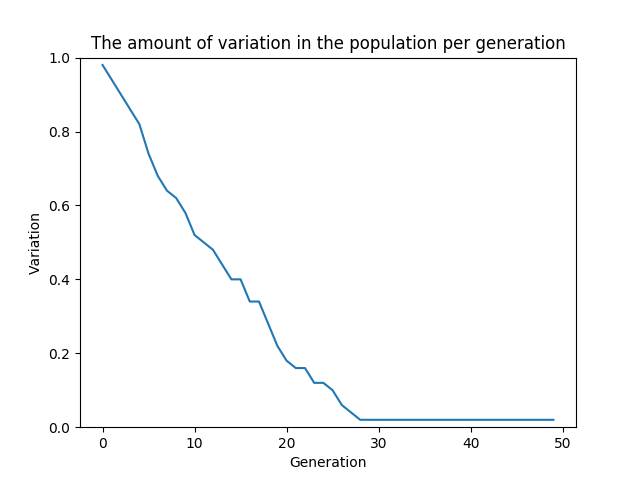 The amount of variation in the population per generation
1.0
0.8
0.6
0.4
0.2
0.0
Variation
0 10 20 30 40 50
Generation